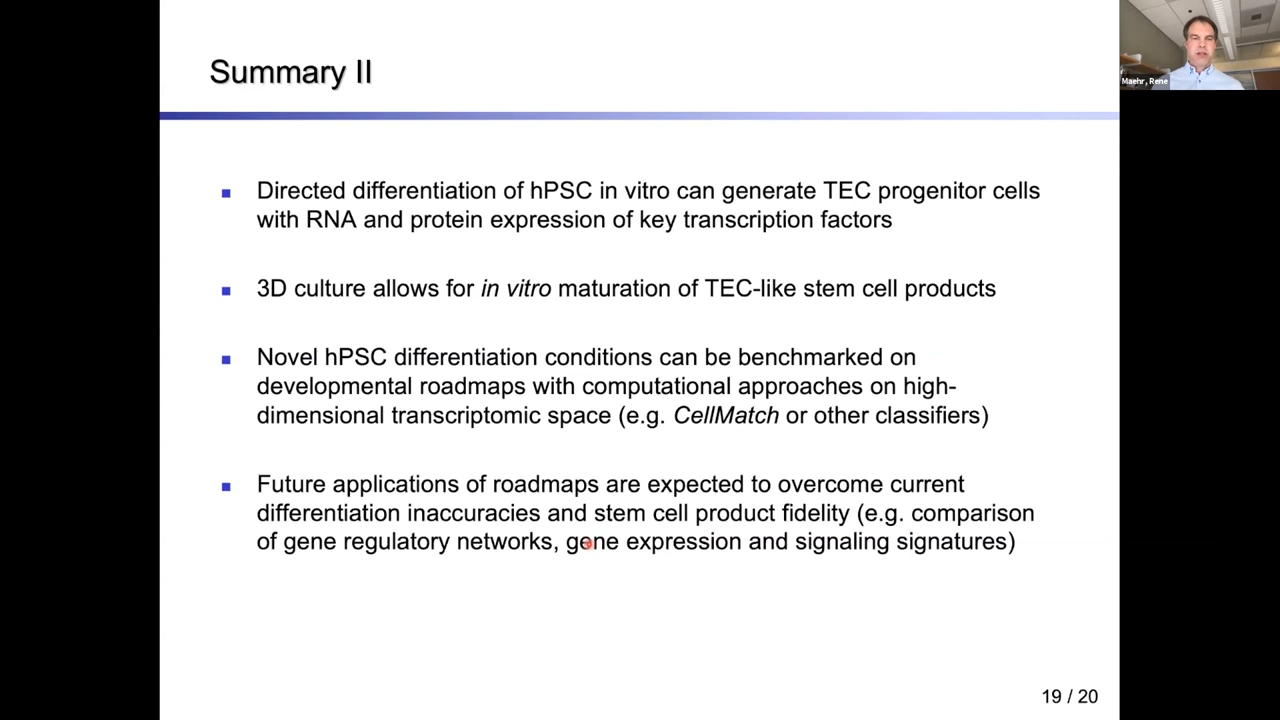 Summary II
Maehr, Rene
Directed differentiation of hPSC in vitro can generate TEC progenitor cells
with RNA and protein expression of key transcription factors
3D culture allows for in vitro maturation of TEC-like stem cell products
Novel hPSC differentiation conditions can be benchmarked on
developmental roadmaps with computational approaches on high-
dimensional transcriptomic space (e.g. CellMatch or other classifiers)
Future applications of roadmaps are expected to overcome current
differentiation inaccuracies and stem cell product fidelity (e.g. comparison
of gene regulatory networks, gene expression and signaling signatures)
19 / 20